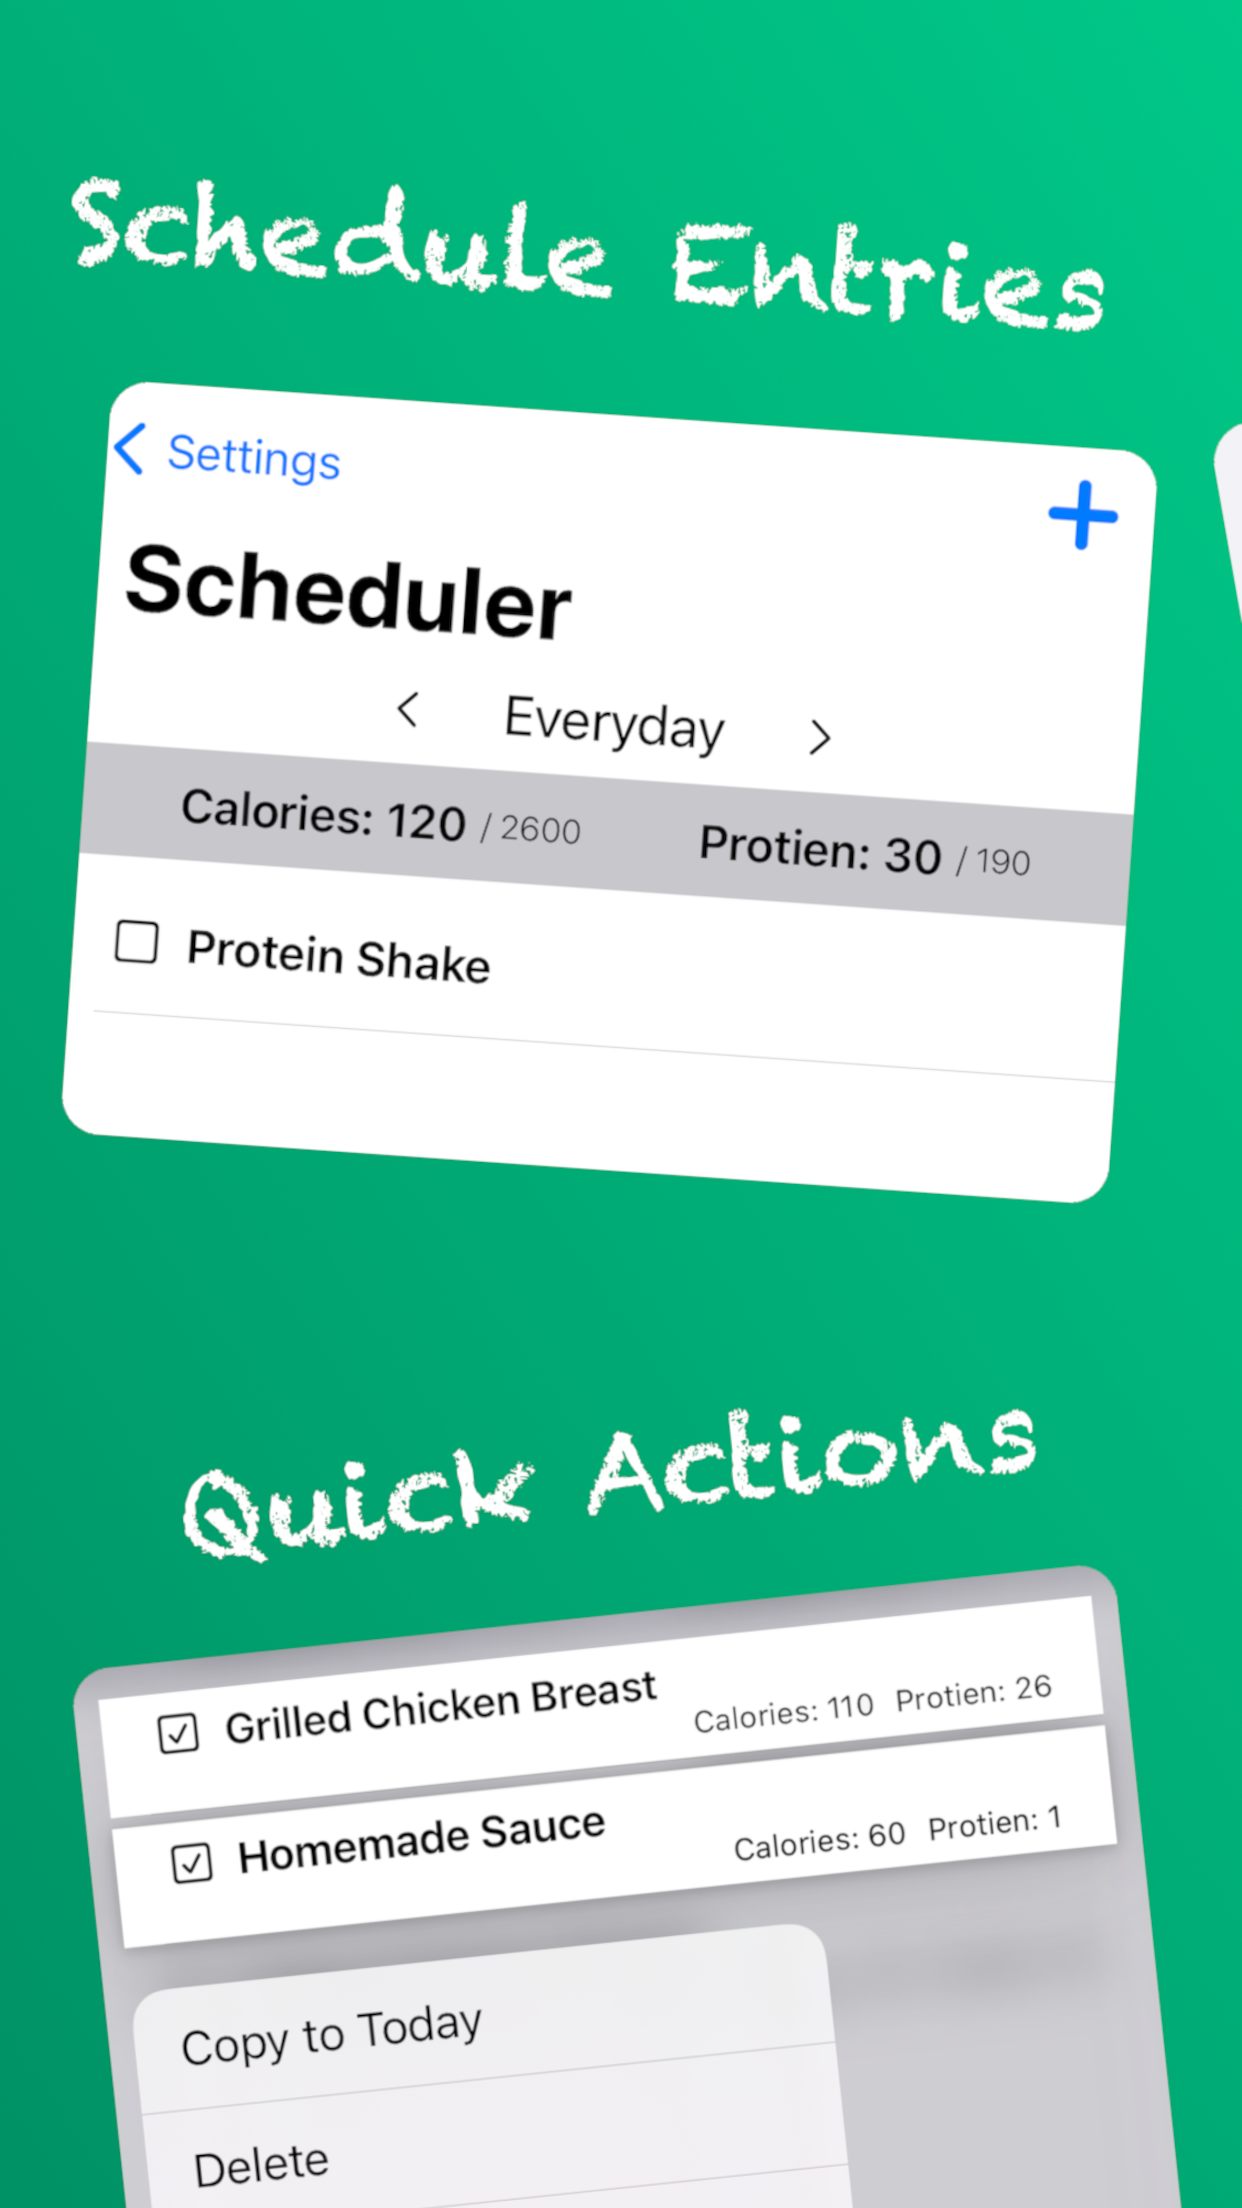 Schedule Entries
Settings
Scheduler
Everyday
Calories: 120 / 2600 Protien: 30 / 190
Protein Shake
Quick Actions
Grilled Chicken Breast
Calories: 110 Protien: 26
Homemade Sauce
Calories: 60 Protien: 1
Copy to Today
Delete